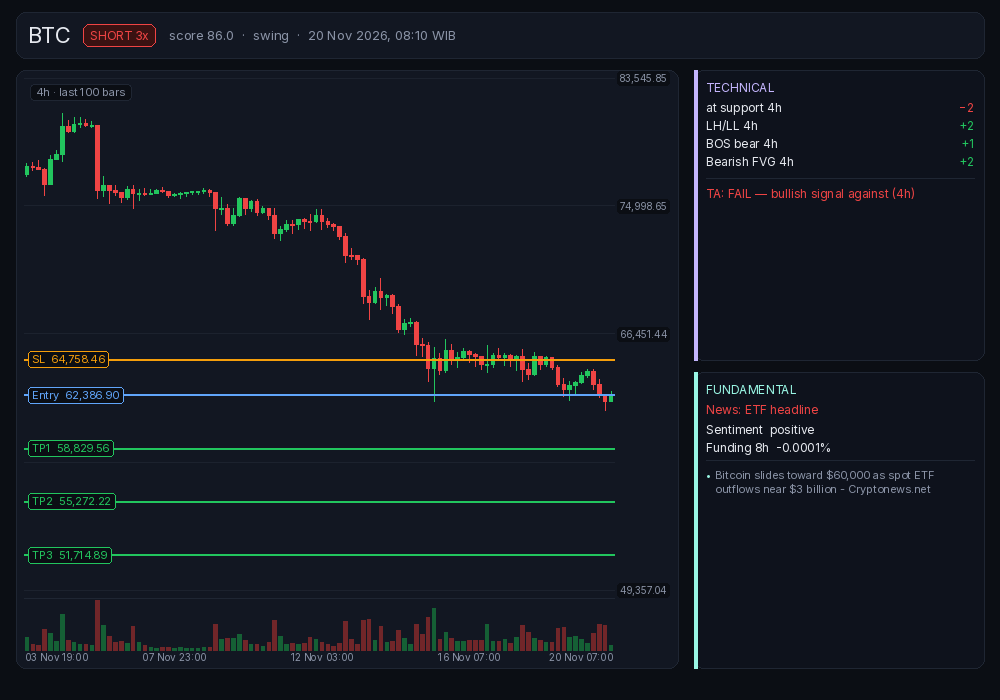 BTC SHORT 3x score 86.0 · swing · 20 Nov 2026, 08:10 WIB
4h · last 100 bars
83,545.85
74,998.65
66,451.44
SL 64,758.46
Entry 62,386.90
TP1 58,829.56
TP2 55,272.22
TP3 51,714.89
49,357.04
03 Nov 19:00 07 Nov 23:00 12 Nov 03:00 16 Nov 07:00 20 Nov 07:00
TECHNICAL
at support 4h −2
LH/LL 4h +2
BOS bear 4h +1
Bearish FVG 4h +2
TA: FAIL — bullish signal against (4h)
FUNDAMENTAL
News: ETF headline
Sentiment positive
Funding 8h -0.0001%
• Bitcoin slides toward $60,000 as spot ETF
outflows near $3 billion - Cryptonews.net